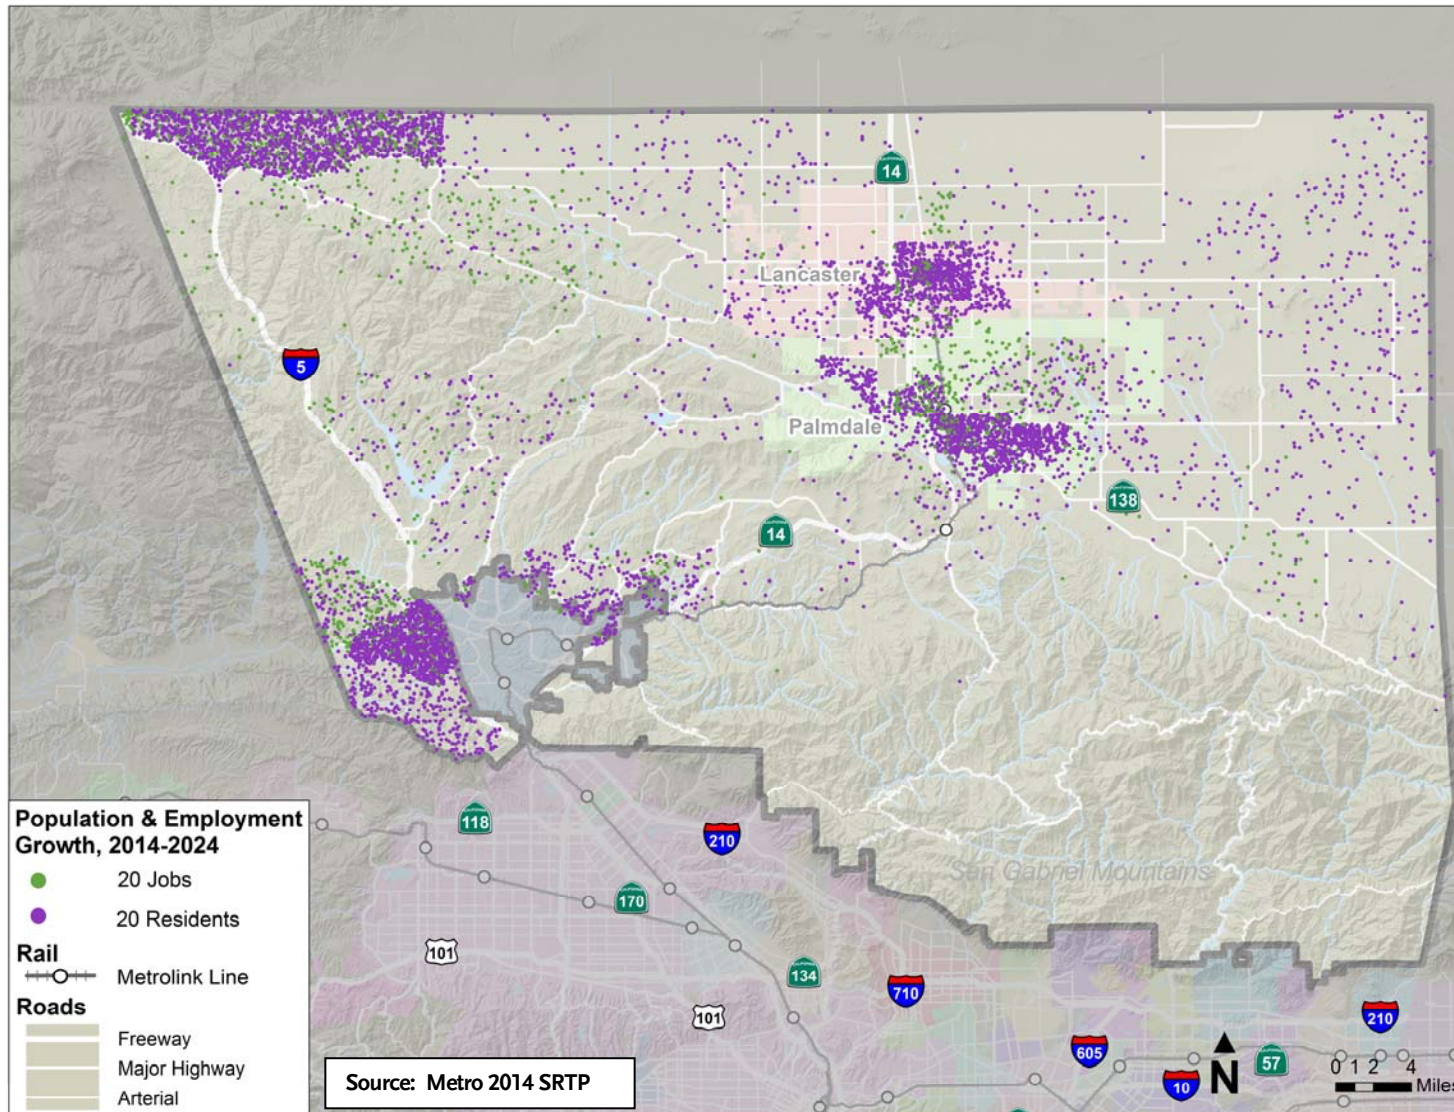 14
Lancaster
5
Palmdale
138
14
Population & Employment
Growth, 2014-2024
20 Jobs
20 Residents
Rail
Metrolink Line
Roads
Freeway
Major Highway
Arterial
118
210
San Gabriel Mountains
170
101
134
710
101
210
605
57
10
N
0 1 2 4
Miles
Source: Metro 2014 SRTP